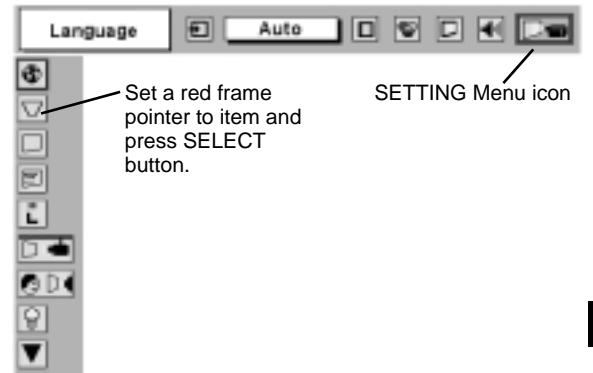 Language
Auto
SETTING Menu icon
Set a red frame
pointer to item and
press SELECT
button.